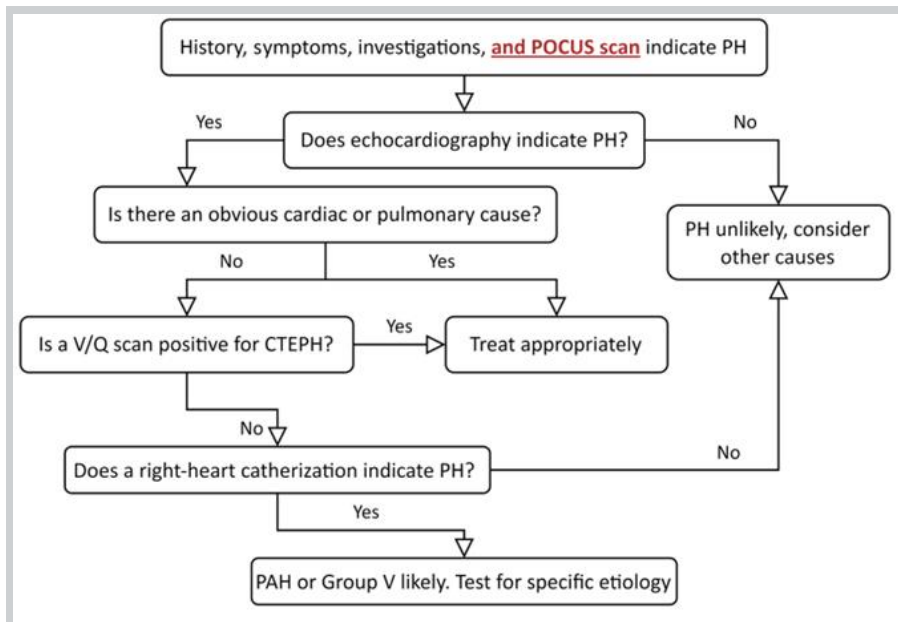 History, symptoms, investigations, and POCUS scan indicate PH
Yes
Does echocardiography indicate PH?
No
Is there an obvious cardiac or pulmonary cause?
PH unlikely, consider
other causes
No
Yes
Is a V/Q scan positive for CTEPH?
Yes
Treat appropriately
No
Does a right-heart catherization indicate PH?
No
Yes
PAH or Group V likely. Test for specific etiology